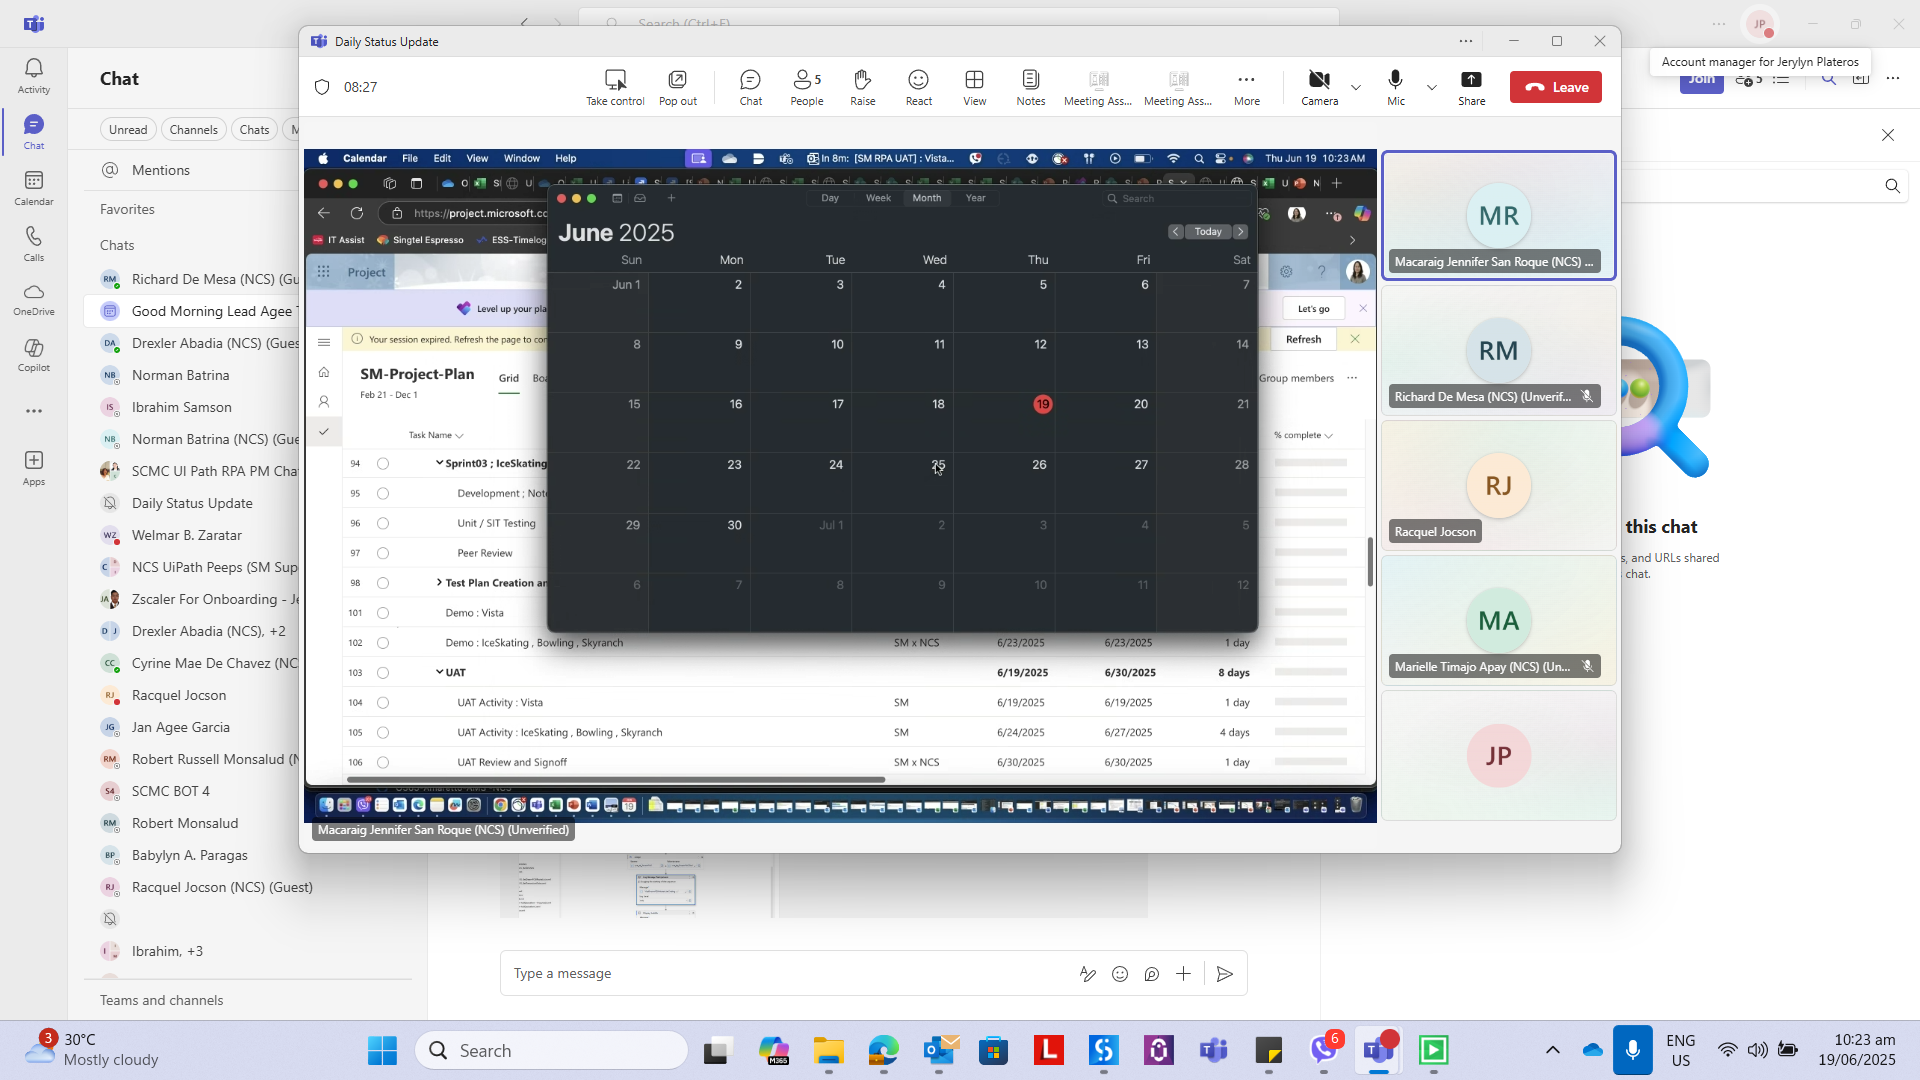 Search (Ctrl+F)
JP
Account manager for Jerylyn Plateros
Daily Status Update
08:27
Take control
Pop out
Chat
5
People
Raise
React
View
Notes
Meeting Ass...
Meeting Ass...
More
Camera
Mic
Share
Leave
Join
5
Activity
Chat
Calendar
Calls
OneDrive
Copilot
Apps
Chat
Unread
Channels
Chats
Mentions
Favorites
Chats
Richard De Mesa (NCS) (Gu
Good Morning Lead Agee
Drexler Abadia (NCS) (Gues
Norman Batrina
Ibrahim Samson
Norman Batrina (NCS) (Gue
SCMC UI Path RPA PM Cha
Daily Status Update
Welmar B. Zaratar
NCS UiPath Peeps (SM Sup
Zscaler For Onboarding - Je
Drexler Abadia (NCS), +2
Cyrine Mae De Chavez (NC
Racquel Jocson
Jan Agee Garcia
Robert Russell Monsalud (N
SCMC BOT 4
Robert Monsalud
Babylyn A. Paragas
Racquel Jocson (NCS) (Guest)
Ibrahim, +3
Teams and channels
Calendar File Edit View Window Help
In 8m: [SM RPA UAT] : Vista...
Thu Jun 19 10:23AM
https://project.microsoft.cc
IT Assist
Singtel Espresso
ESS-Timelog
Project
Level up your pla
Let's go
Your session expired. Refresh the page to con
Refresh
SM-Project-Plan
Feb 21 - Dec 1
Grid
Boa
Group members
Task Name
% complete
Day Week Month Year
Search
June 2025
Today
Sun Mon Tue Wed Thu Fri Sat
Jun 1 2 3 4 5 6 7
8 9 10 11 12 13 14
15 16 17 18 19 20 21
22 23 24 25 26 27 28
29 30 Jul 1 2 3 4 5
6 7 8 9 10 11 12
94 Sprint03 ; IceSkating
95 Development ; Note
96 Unit / SIT Testing
97 Peer Review
98 Test Plan Creation an
101 Demo : Vista
102 Demo : IceSkating , Bowling , Skyranch SM x NCS 6/23/2025 6/23/2025 1 day
103 UAT 6/19/2025 6/30/2025 8 days
104 UAT Activity : Vista SM 6/19/2025 6/19/2025 1 day
105 UAT Activity : IceSkating , Bowling , Skyranch SM 6/24/2025 6/27/2025 4 days
106 UAT Review and Signoff SM x NCS 6/30/2025 6/30/2025 1 day
Macaraig Jennifer San Roque (NCS) (Unverified)
MR
Macaraig Jennifer San Roque (NCS) ...
RM
Richard De Mesa (NCS) (Unverif...
RJ
Racquel Jocson
MA
Marielle Timajo Apay (NCS) (Un...
JP
this chat
s, and URLs shared
chat.
Type a message
3
30°C
Mostly cloudy
Search
M365
6
ENG
US
10:23 am
19/06/2025